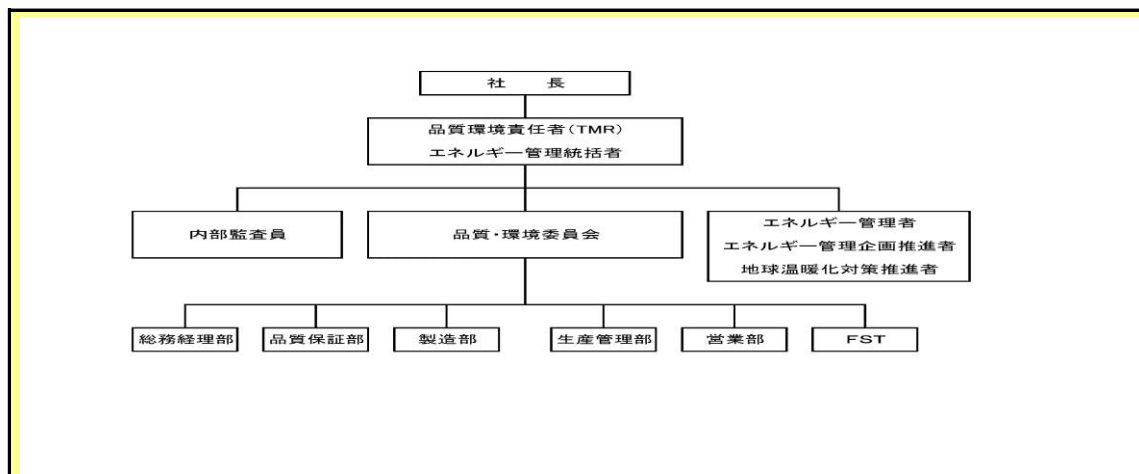 社　　長
品質環境責任者(TMR)
エネルギー管理統括者
内部監査員
品質・環境委員会
エネルギー管理者
エネルギー管理企画推進者
地球温暖化対策推進者
総務経理部
品質保証部
製造部
生産管理部
営業部
FST